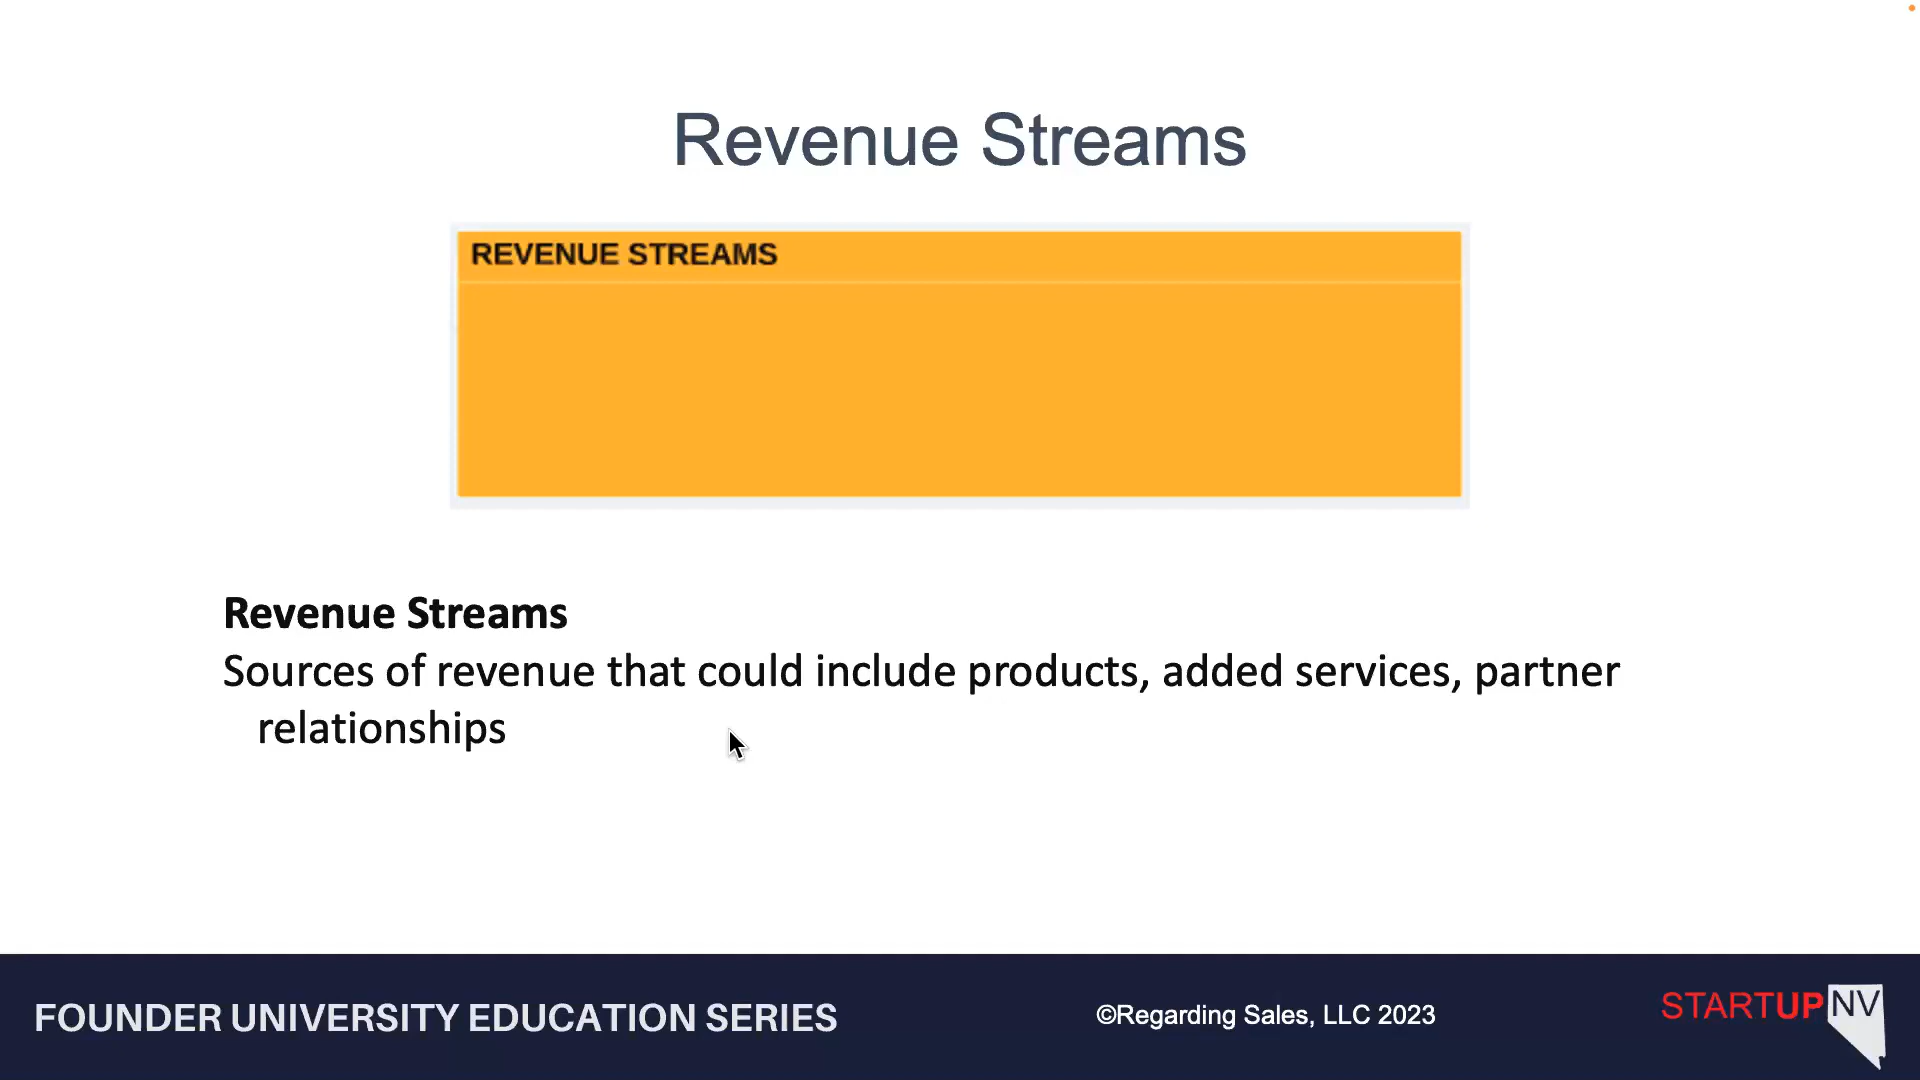 Revenue Streams
REVENUE STREAMS
Revenue Streams
Sources of revenue that could include products, added services, partner
relationships
FOUNDER UNIVERSITY EDUCATION SERIES
©Regarding Sales, LLC 2023
STARTUPNV